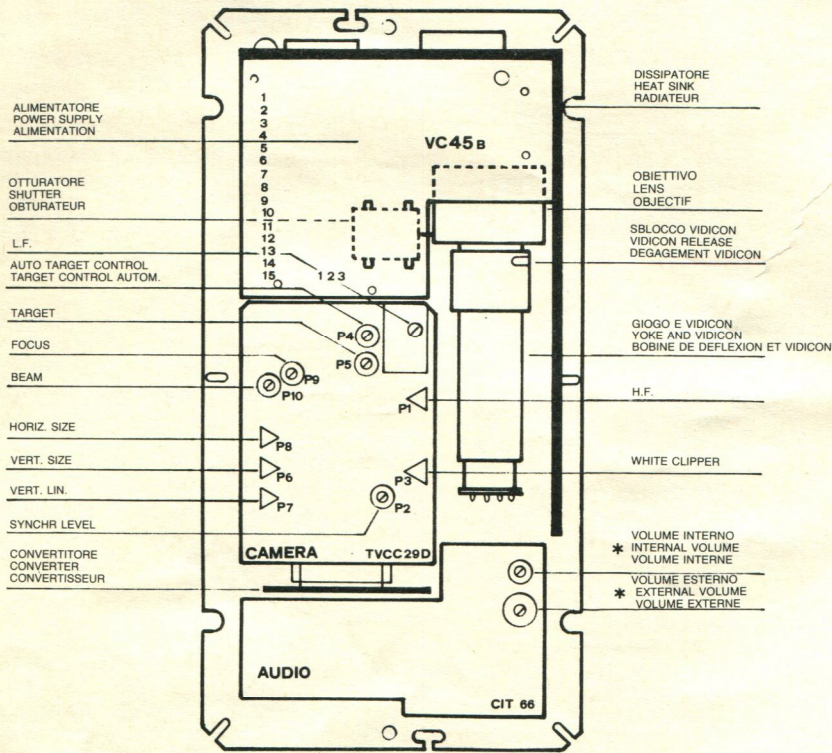 ALIMENTATORE
POWER SUPPLY
ALIMENTATION
OTTURATORE
SHUTTER
OBTURATEUR
L.F.
AUTO TARGET CONTROL
TARGET CONTROL AUTOM.
TARGET
FOCUS
BEAM
HORIZ. SIZE
VERT. SIZE
VERT. LIN.
SYNCHR LEVEL
CONVERTITORE
CONVERTER
CONVERTISSEUR
1
2
3
4
5
6
7
8
9
10
11
12
13
14
15
1 2 3
VC45B
P4
P5
P9
P10
P1
P8
P6
P3
P7
P2
CAMERA TVCC29D
AUDIO
CIT 66
DISSIPATORE
HEAT SINK
RADIATEUR
OBIETTIVO
LENS
OBJECTIF
SBLOCCO VIDICON
VIDICON RELEASE
DEGAGEMENT VIDICON
GIOGO E VIDICON
YOKE AND VIDICON
BOBINE DE DEFLEXION ET VIDICON
H.F.
WHITE CLIPPER
VOLUME INTERNO
* INTERNAL VOLUME
VOLUME INTERNE
VOLUME ESTERNO
* EXTERNAL VOLUME
VOLUME EXTERNE